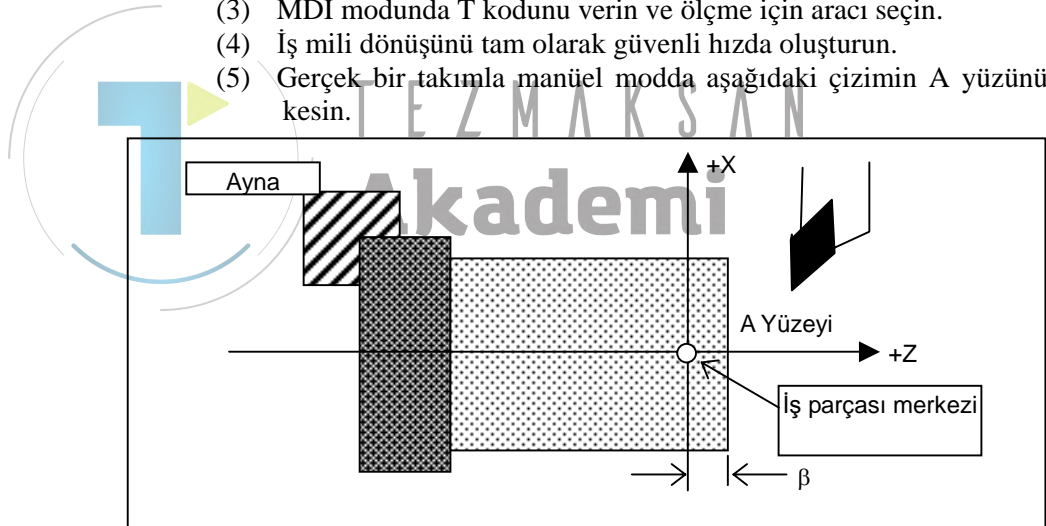 (3) MDI modunda T kodunu verin ve ölçme için aracı seçin.
(4) İş mili dönüşünü tam olarak güvenli hızda oluşturun.
(5) Gerçek bir takımla manüel modda aşağıdaki çizimin A yüzünü
kesin.
TEZMAKSAN
Akademi
Ayna
+X
A Yüzeyi
+Z
İş parçası merkezi
β